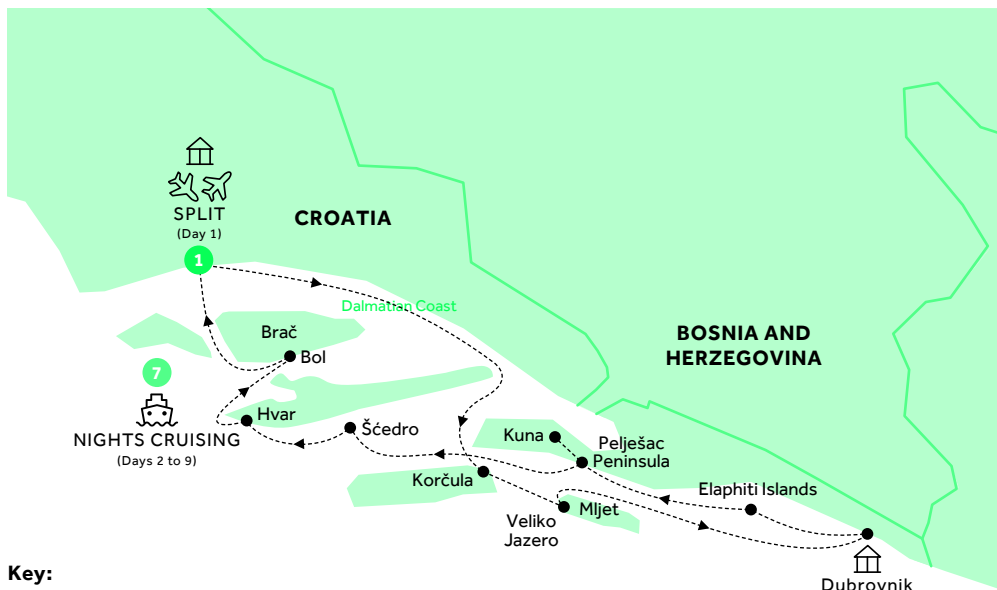 SPLIT
(Day 1)
1
CROATIA
Dalmatian Coast
BOSNIA AND
HERZEGOVINA
Brač
Bol
7
NIGHTS CRUISING
(Days 2 to 9)
Hvar
Šćedro
Kuna
Pelješac
Peninsula
Korčula
Elaphiti Islands
Mljet
Veliko
Jazero
Dubrovnik
Key: